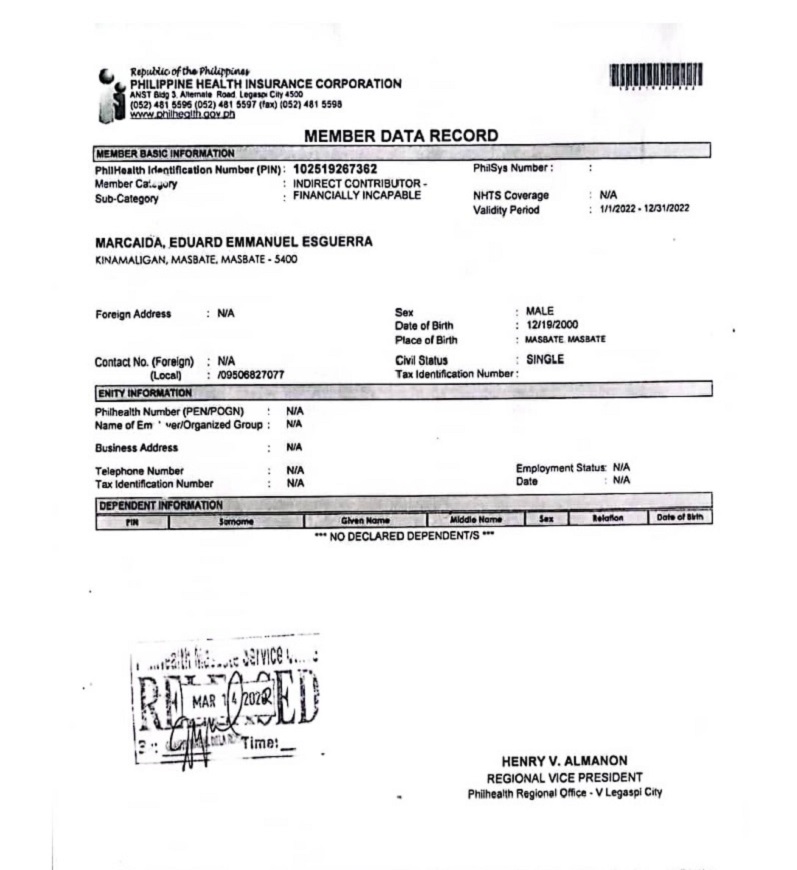 Republic of the Philippines
PHILIPPINE HEALTH INSURANCE CORPORATION
ANST Bldg 3, Alternate Road, Legaspi City 4500
(052) 481 5596 (052) 481 5597 (fax) (052) 481 5598
www.philhealth.gov.ph
MEMBER DATA RECORD
MEMBER BASIC INFORMATION
PhilHealth Identification Number (PIN): 102519267362 PhilSys Number : :
Member Category : INDIRECT CONTRIBUTOR -
Sub-Category : FINANCIALLY INCAPABLE NHTS Coverage : N/A
Validity Period : 1/1/2022 - 12/31/2022
MARCAIDA, EDUARD EMMANUEL ESGUERRA
KINAMALIGAN, MASBATE, MASBATE - 5400
Foreign Address : N/A Sex : MALE
Date of Birth : 12/19/2000
Place of Birth : MASBATE MASBATE
Contact No. (Foreign) : N/A Civil Status : SINGLE
(Local) : /09506827077 Tax Identification Number :
ENITY INFORMATION
Philhealth Number (PEN/POGN) : N/A
Name of Em ver/Organized Group : N/A
Business Address : N/A
Telephone Number : N/A Employment Status: N/A
Tax Identification Number : N/A Date : N/A
DEPENDENT INFORMATION
PIN Surname Given Name Middle Name Sex Relation Date of Birth
*** NO DECLARED DEPENDENT/S ***
MAR 14 2022
Time:
HENRY V. ALMANON
REGIONAL VICE PRESIDENT
Philhealth Regional Office - V Legaspi City